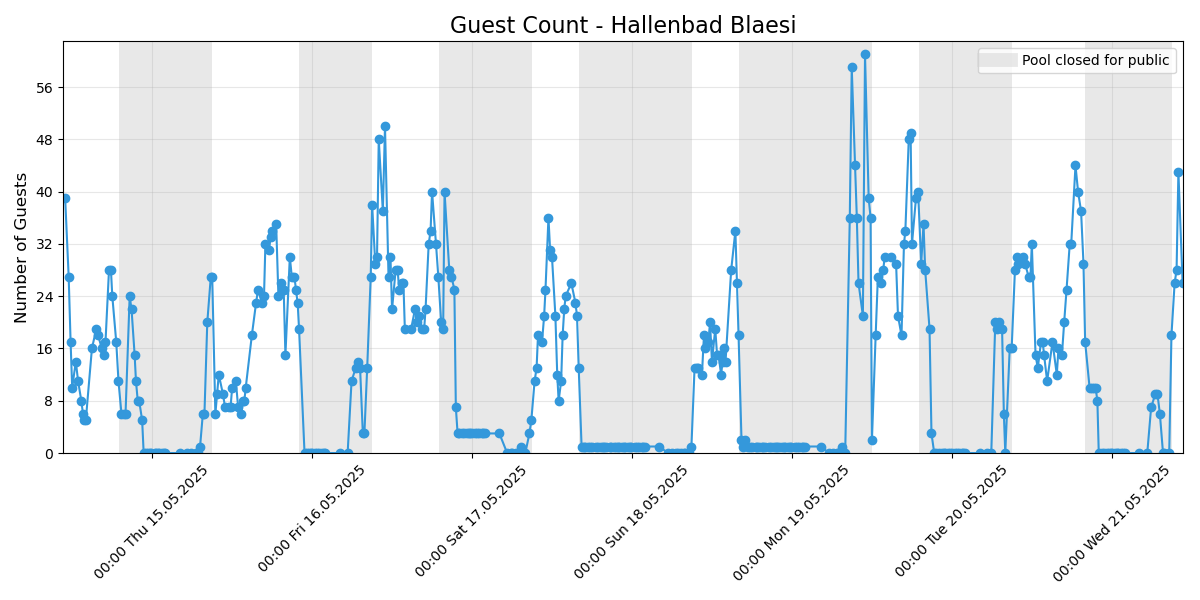 Guest Count - Hallenbad Blaesi
Pool closed for public
Number of Guests
56
48
40
32
24
16
8
0
00:00 Thu 15.05.2025
00:00 Fri 16.05.2025
00:00 Sat 17.05.2025
00:00 Sun 18.05.2025
00:00 Mon 19.05.2025
00:00 Tue 20.05.2025
00:00 Wed 21.05.2025